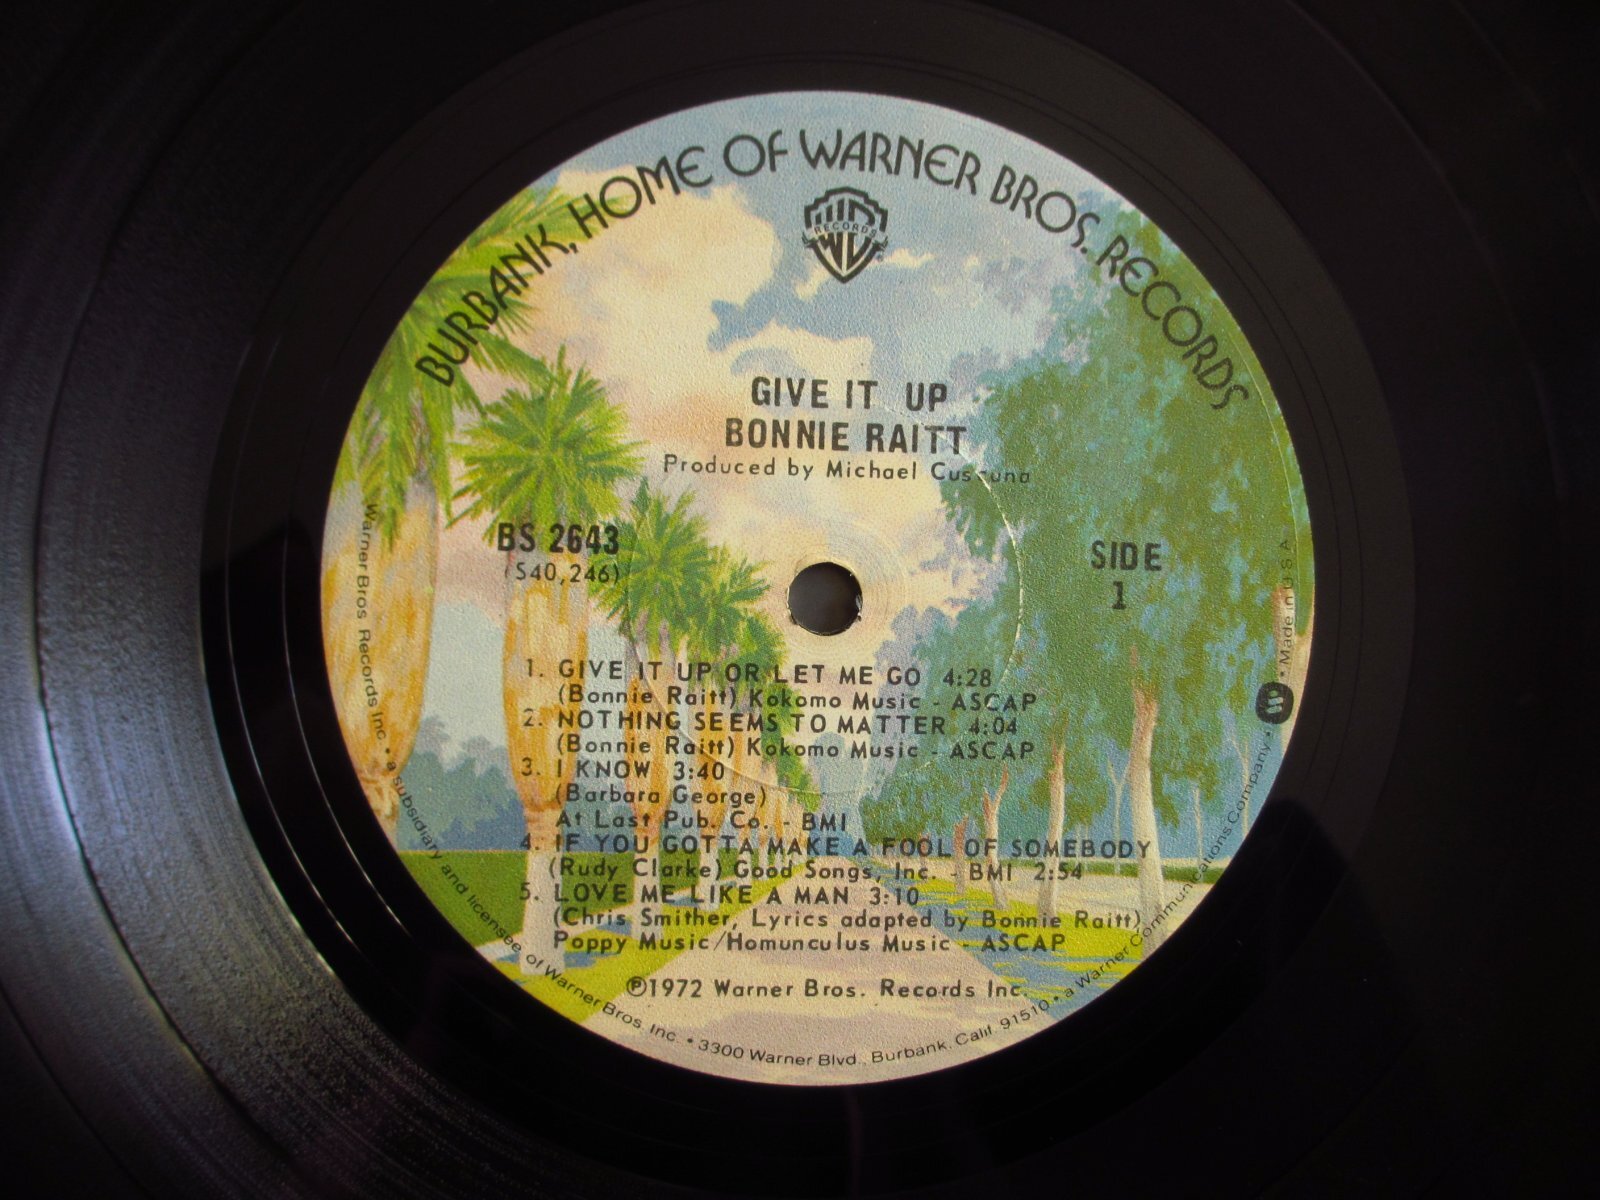 BURBANK, HOME OF WARNER BROS. RECORDS
RECORDS
GIVE IT UP
BONNIE RAITT
Produced by Michael Cuscuna
BS 2643
(S40,246)
SIDE
1
1. GIVE IT UP OR LET ME GO 4:28
(Bonnie Raitt) Kokomo Music - ASCAP
2. NOTHING SEEMS TO MATTER 4:04
(Bonnie Raitt) Kokomo Music - ASCAP
3. I KNOW 3:40
(Barbara George)
At Last Pub. Co. - BMI
4. IF YOU GOTTA MAKE A FOOL OF SOMEBODY
(Rudy Clarke) Good Songs, Inc. - BMI 2:54
5. LOVE ME LIKE A MAN 3:10
(Chris Smither, Lyrics adapted by Bonnie Raitt)
Poppy Music/Homunculus Music - ASCAP
℗1972 Warner Bros. Records Inc.
Warner Bros Records Inc. • a subsidiary and licensee of Warner Bros. Inc. • 3300 Warner Blvd., Burbank, Calif. 91510 • a Warner Communications Company • Made in U.S.A.